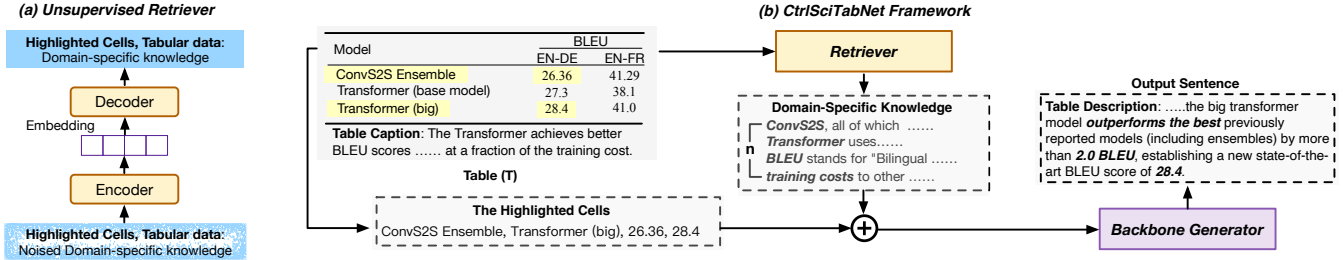 (a) Unsupervised Retriever
Highlighted Cells, Tabular data:
Domain-specific knowledge
Decoder
Embedding
Encoder
Highlighted Cells, Tabular data:
Noised Domain-specific knowledge
(b) CtrlSciTabNet Framework
Model
BLEU
EN-DE EN-FR
ConvS2S Ensemble 26.36 41.29
Transformer (base model) 27.3 38.1
Transformer (big) 28.4 41.0
Table Caption: The Transformer achieves better
BLEU scores ...... at a fraction of the training cost.
Table (T)
The Highlighted Cells
ConvS2S Ensemble, Transformer (big), 26.36, 28.4
Retriever
Domain-Specific Knowledge
ConvS2S, all of which ......
Transformer uses......
n
BLEU stands for "Bilingual ......
training costs to other ......
+
Output Sentence
Table Description: .....the big transformer
model outperforms the best previously
reported models (including ensembles) by more
than 2.0 BLEU, establishing a new state-of-the-
art BLEU score of 28.4.
Backbone Generator